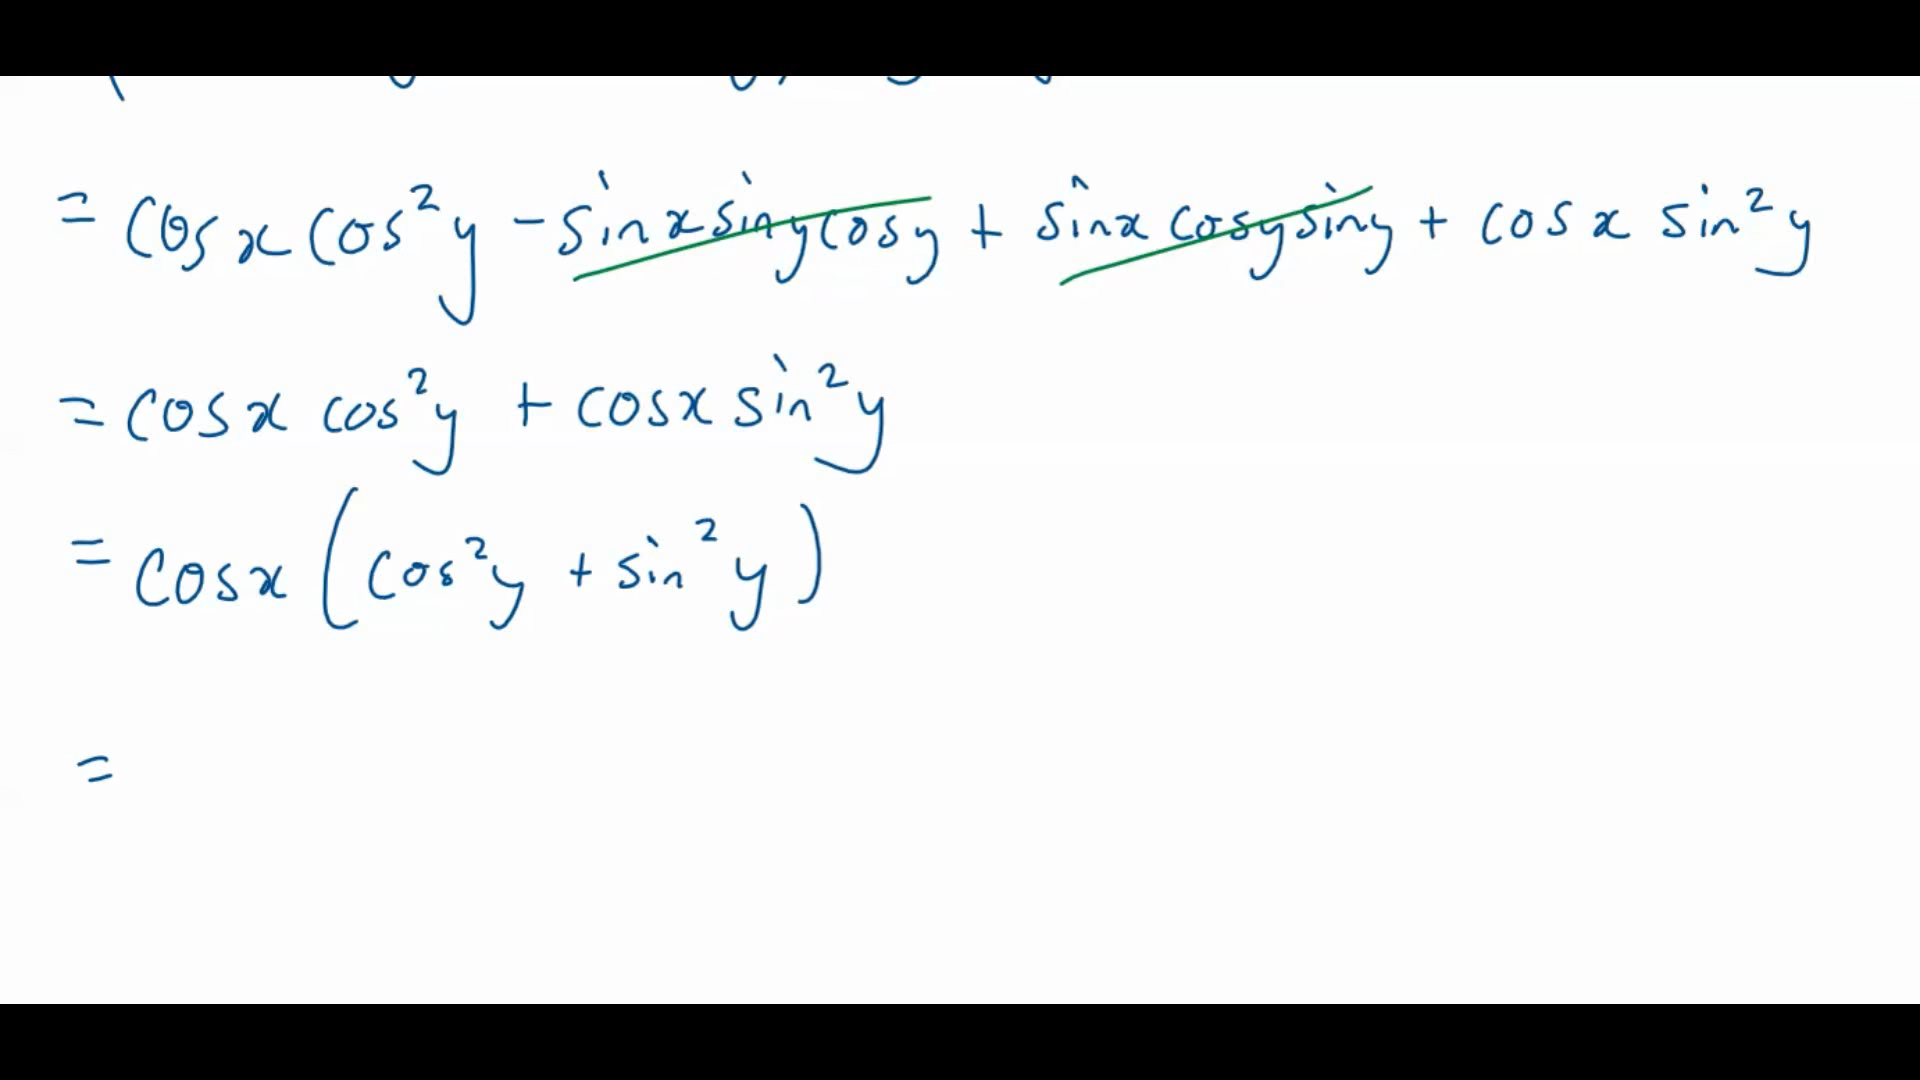 = cos x cos²y - sin x sin y cos y + sin x cos y sin y + cos x sin²y
= cos x cos²y + cos x sin²y
= cos x (cos²y + sin²y)
=